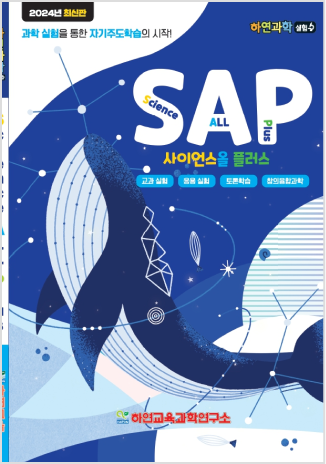 2024년 최신판
과학 실험을 통한 자기주도학습의 시작!
하연과학 실험수
SAP
Science
ALL
Plus
사이언스올 플러스
교과 실험
응용 실험
토론학습
창의융합과학
하연교육과학연구소